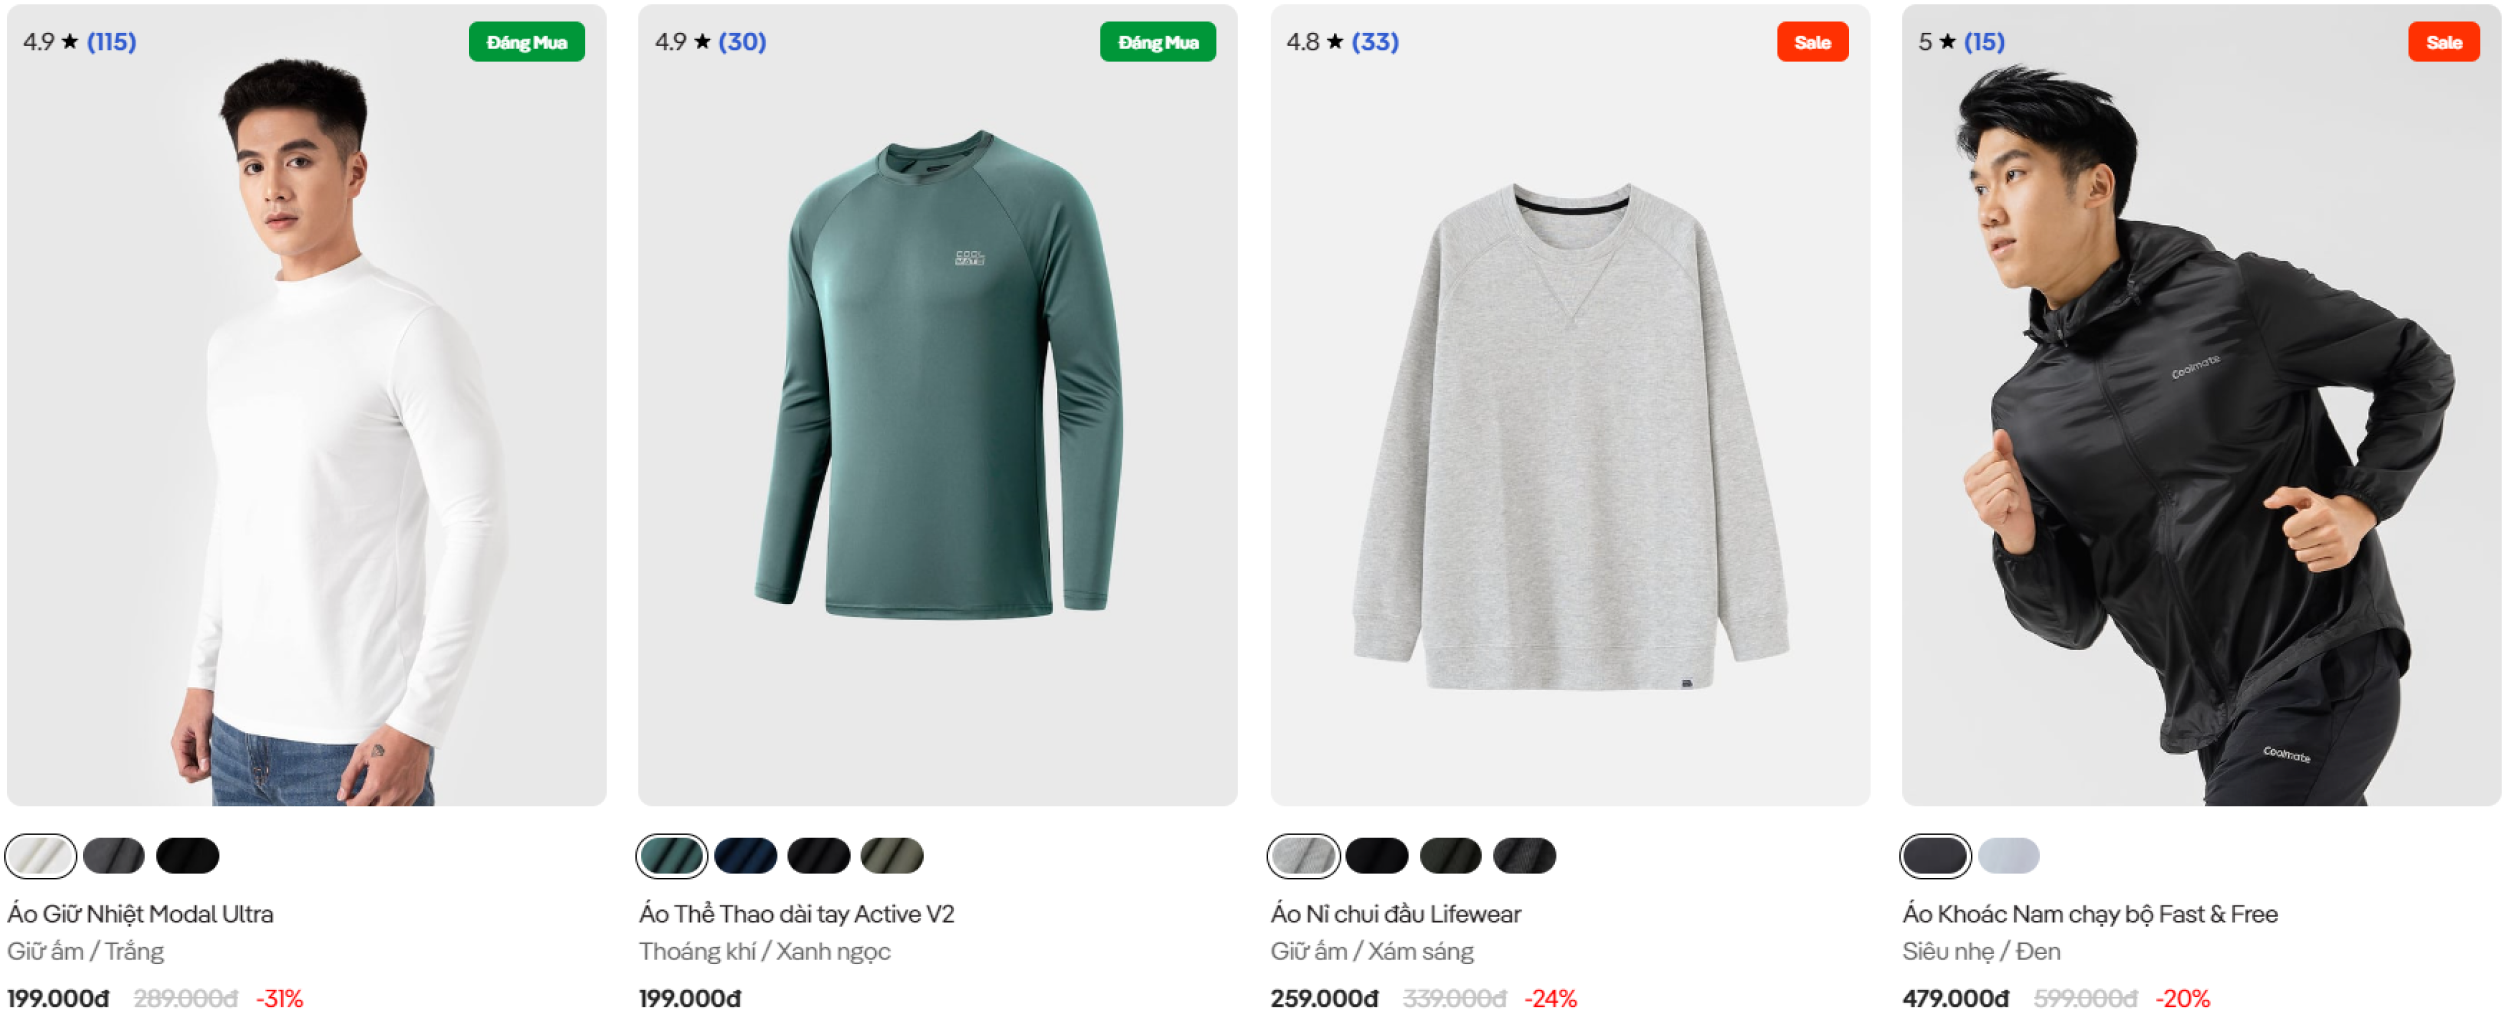 4.9 ★ (115)
Đáng Mua
Áo Giữ Nhiệt Modal Ultra
Giữ ấm / Trắng
199.000đ 289.000đ -31%
4.9 ★ (30)
Đáng Mua
COOL
MATE
Áo Thể Thao dài tay Active V2
Thoáng khí / Xanh ngọc
199.000đ
4.8 ★ (33)
Sale
Áo Nỉ chui đầu Lifewear
Giữ ấm / Xám sáng
259.000đ 339.000đ -24%
5 ★ (15)
Sale
Coolmate
Coolmate
Áo Khoác Nam chạy bộ Fast & Free
Siêu nhẹ / Đen
479.000đ 599.000đ -20%